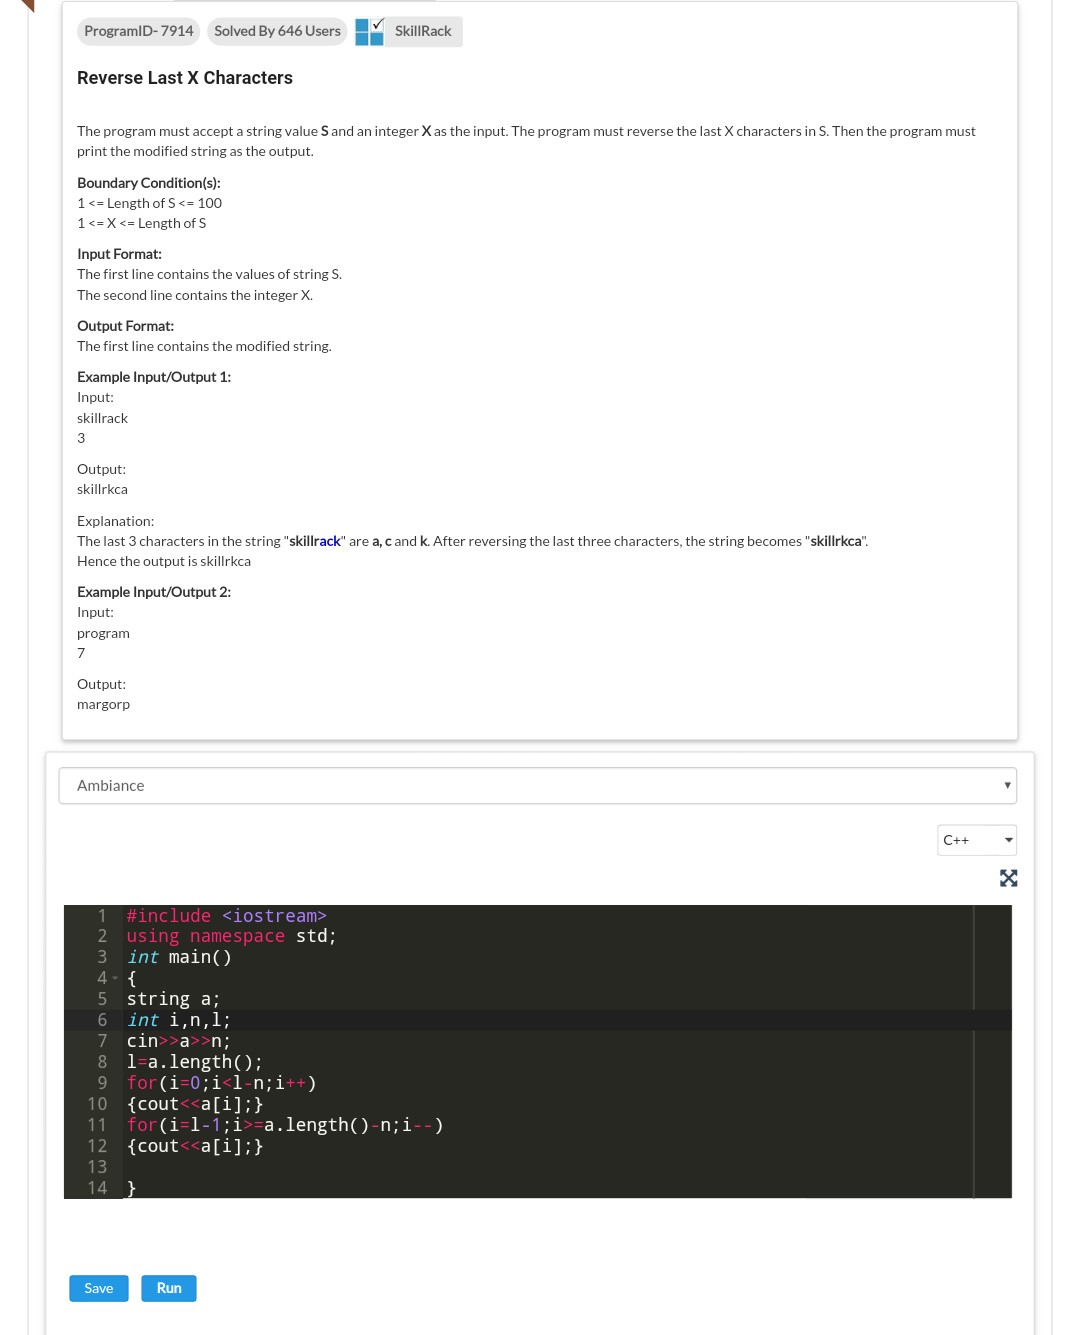 ProgramID- 7914 Solved By 646 Users SkillRack
Reverse Last X Characters
The program must accept a string value S and an integer X as the input. The program must reverse the last X characters in S. Then the program must
print the modified string as the output.
Boundary Condition(s):
1 <= Length of S <= 100
1 <= X <= Length of S
Input Format:
The first line contains the values of string S.
The second line contains the integer X.
Output Format:
The first line contains the modified string.
Example Input/Output 1:
Input:
skillrack
3
Output:
skillrkca
Explanation:
The last 3 characters in the string "skillrack" are a, c and k. After reversing the last three characters, the string becomes "skillrkca".
Hence the output is skillrkca
Example Input/Output 2:
Input:
program
7
Output:
margorp
Ambiance
C++
1 #include <iostream>
2 using namespace std;
3 int main()
4 {
5 string a;
6 int i,n,l;
7 cin>>a>>n;
8 l=a.length();
9 for(i=0;i<l-n;i++)
10 {cout<<a[i];}
11 for(i=l-1;i>=a.length()-n;i--)
12 {cout<<a[i];}
13
14 }
Save Run